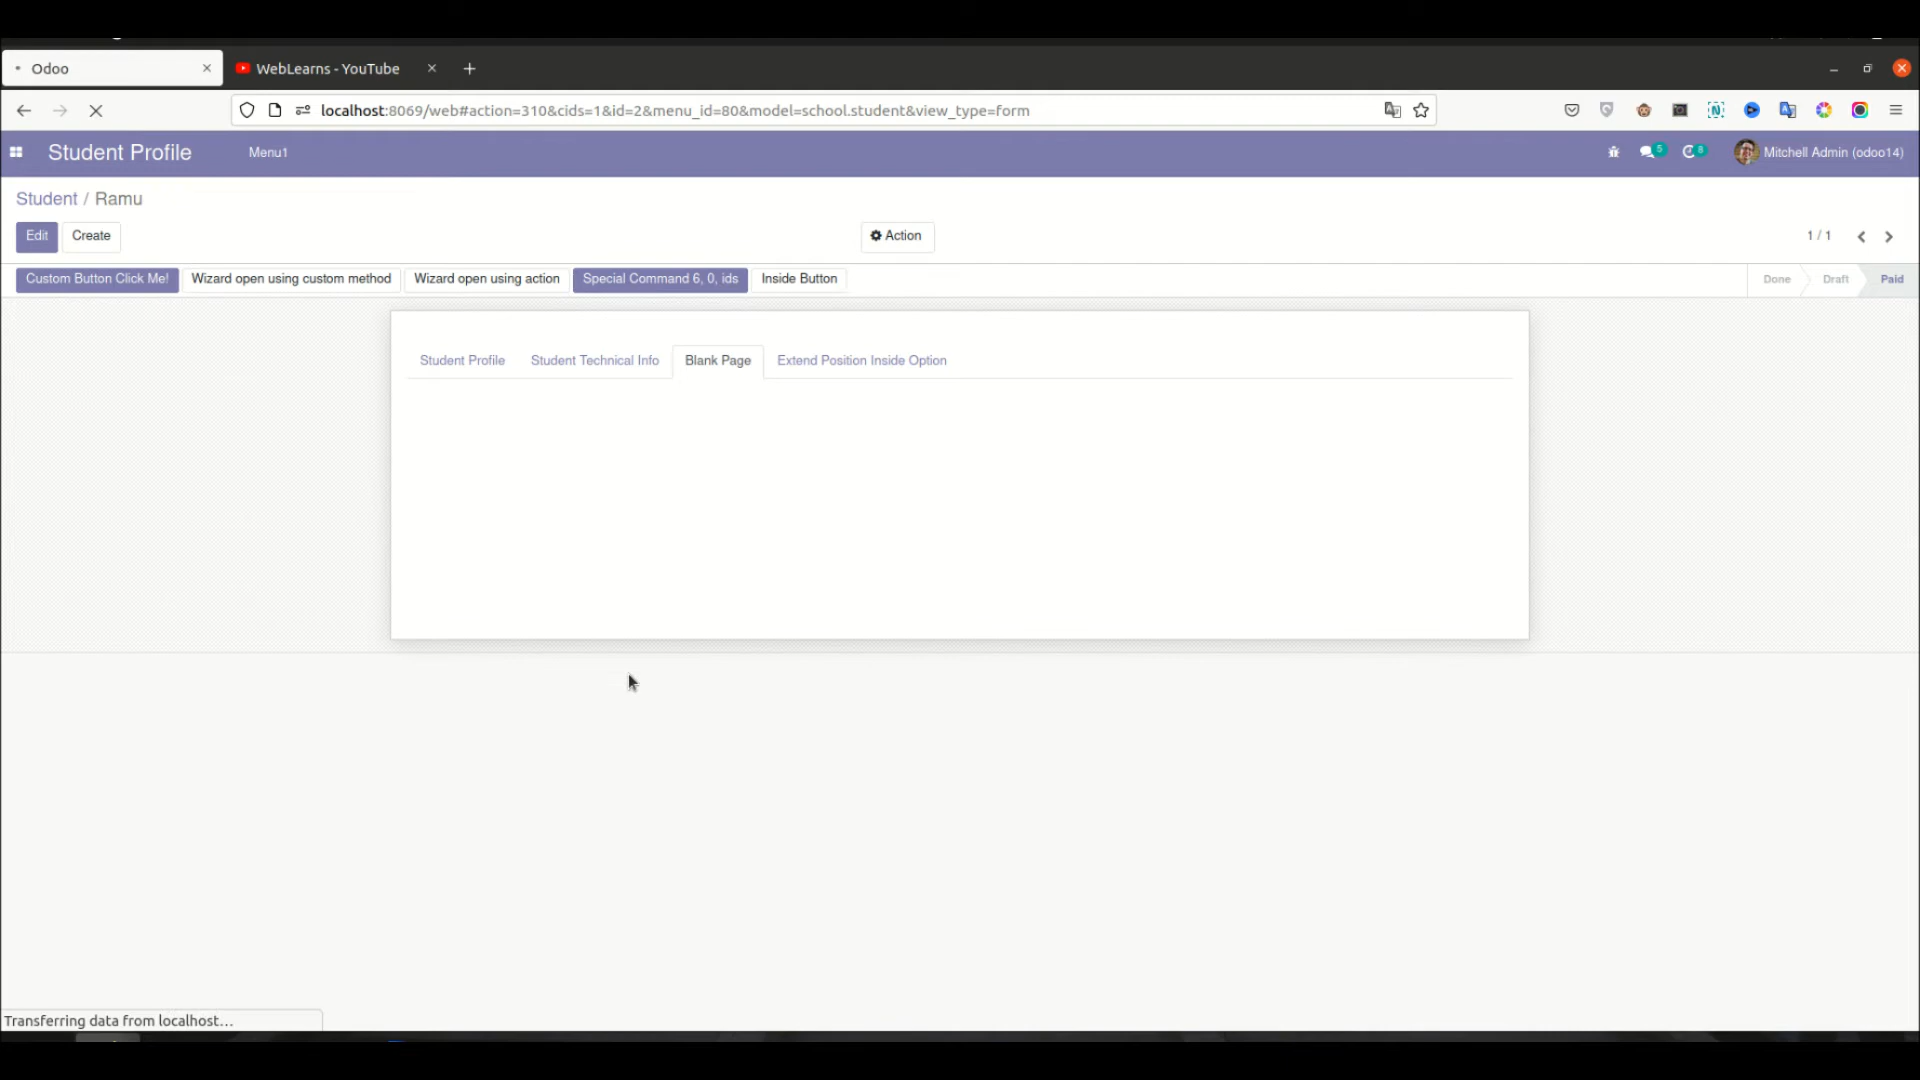 Odoo
WebLearns - YouTube
localhost:8069/web#action=310&cids=1&id=2&menu_id=80&model=school.student&view_type=form
Student Profile
Menu1
5
8
Mitchell Admin (odoo14)
Student / Ramu
Edit
Create
Action
1 / 1
Custom Button Click Me!
Wizard open using custom method
Wizard open using action
Special Command 6, 0, ids
Inside Button
Done
Draft
Paid
Student Profile
Student Technical Info
Blank Page
Extend Position Inside Option
Transferring data from localhost...